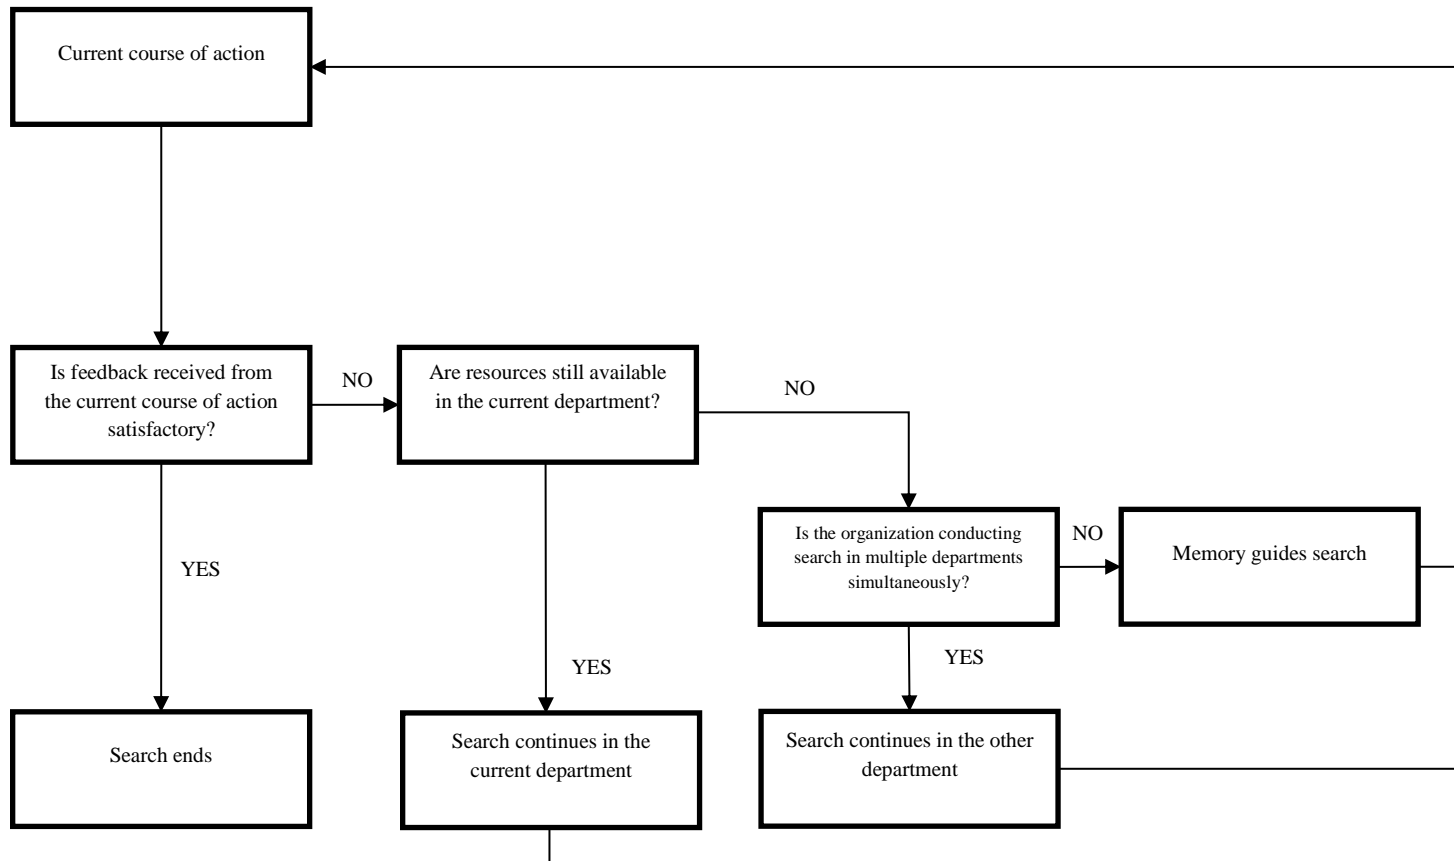 Current course of action
Is feedback received from
the current course of action
satisfactory?
NO
Are resources still available
in the current department?
NO
Is the organization conducting
search in multiple departments
simultaneously?
NO
Memory guides search
YES
YES
YES
Search ends
Search continues in the
current department
Search continues in the other
department